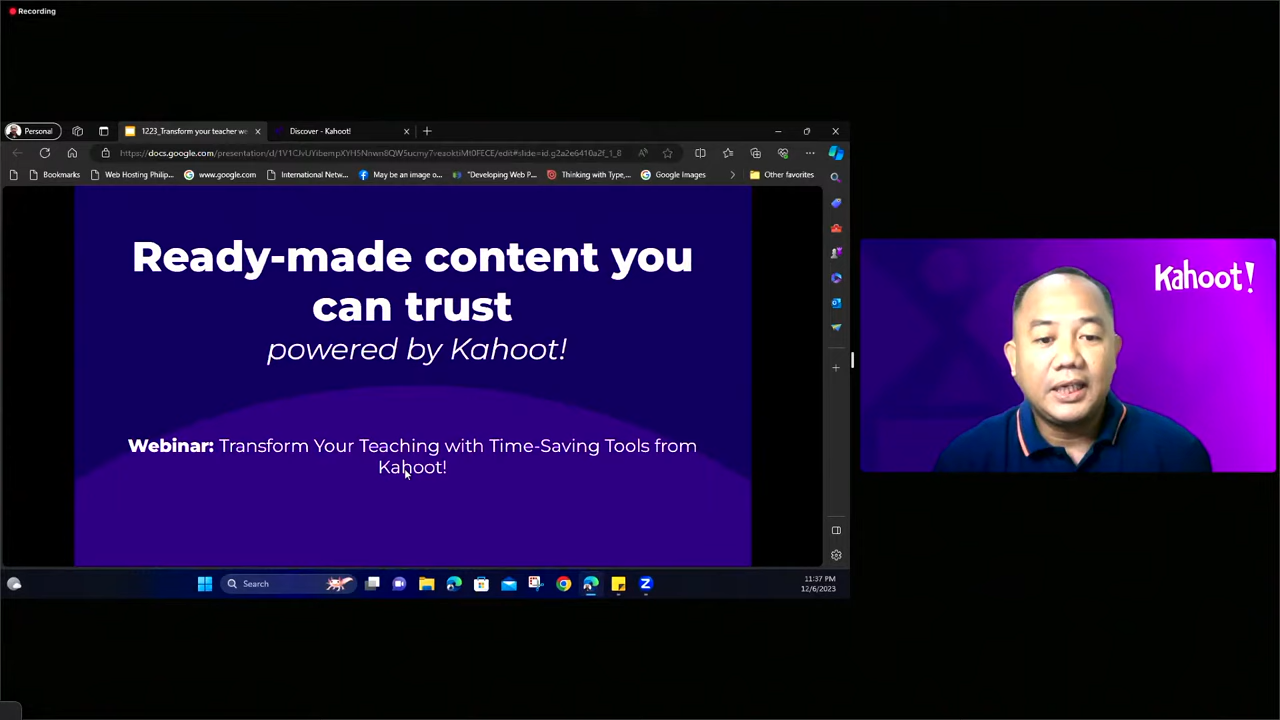 Recording
Personal
1223_Transform your teacher we
Discover - Kahoot!
Bookmarks
Web Hosting Philip...
www.google.com
International Netw...
May be an image o...
"Developing Web P...
Thinking with Type,...
Google Images
Other favorites
Ready-made content you
can trust
powered by Kahoot!
Webinar: Transform Your Teaching with Time-Saving Tools from
Kahoot!
Kahoot!
Search
11:37 PM
12/6/2023